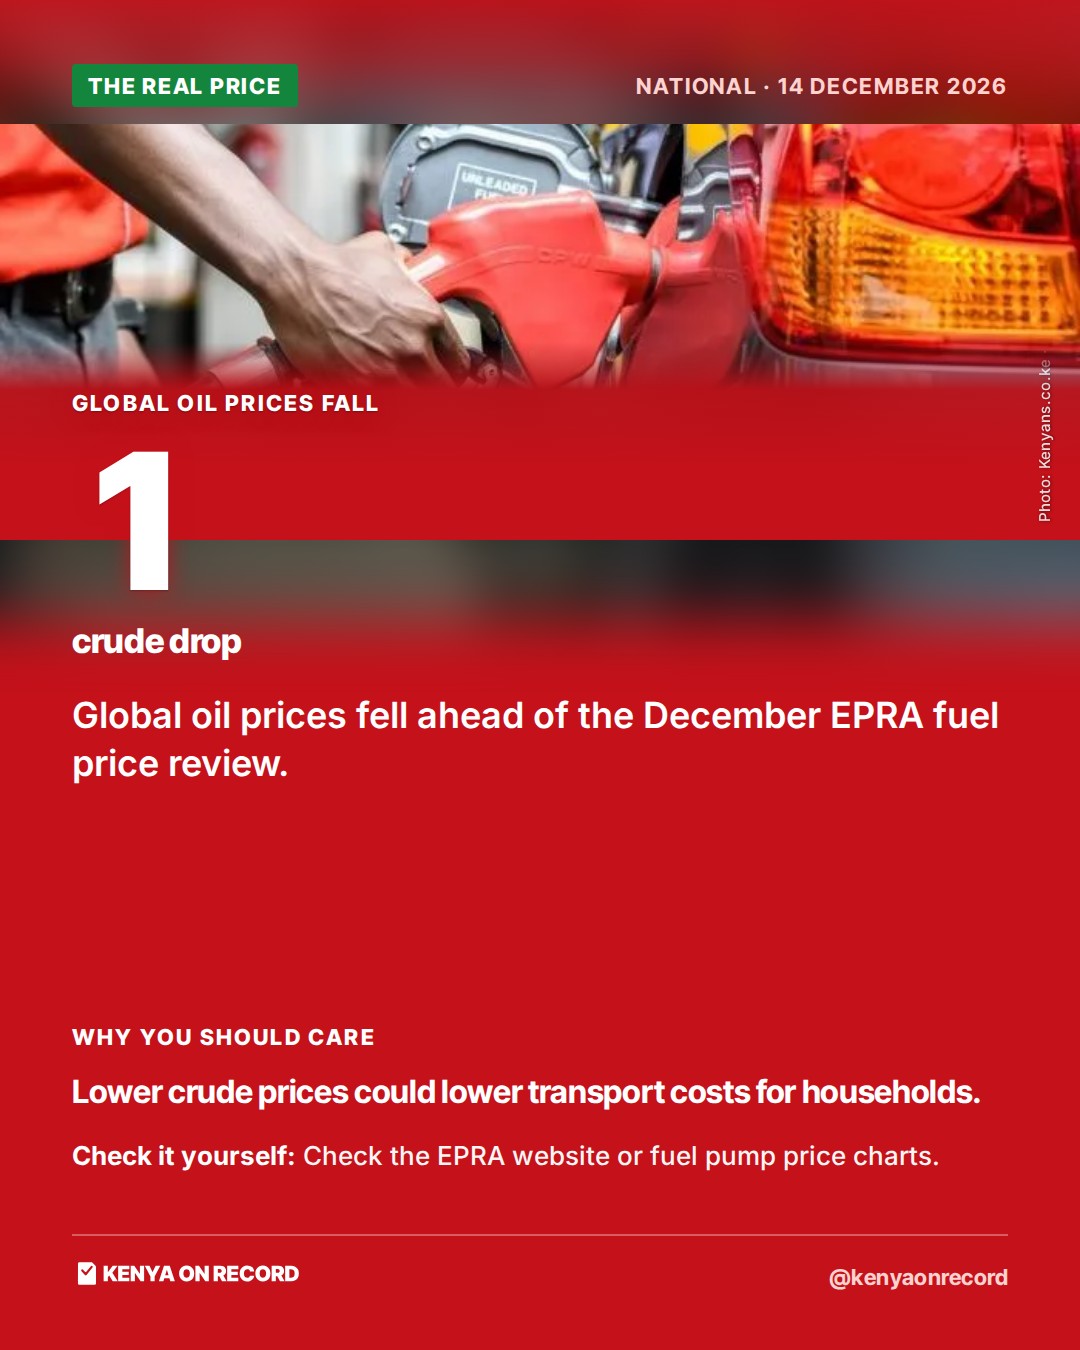 THE REAL PRICE
NATIONAL · 14 DECEMBER 2026
UNLEADED
GLOBAL OIL PRICES FALL
Photo: Kenyans.co.ke
1
crude drop
Global oil prices fell ahead of the December EPRA fuel
price review.
WHY YOU SHOULD CARE
Lower crude prices could lower transport costs for households.
Check it yourself: Check the EPRA website or fuel pump price charts.
KENYA ON RECORD
@kenyaonrecord